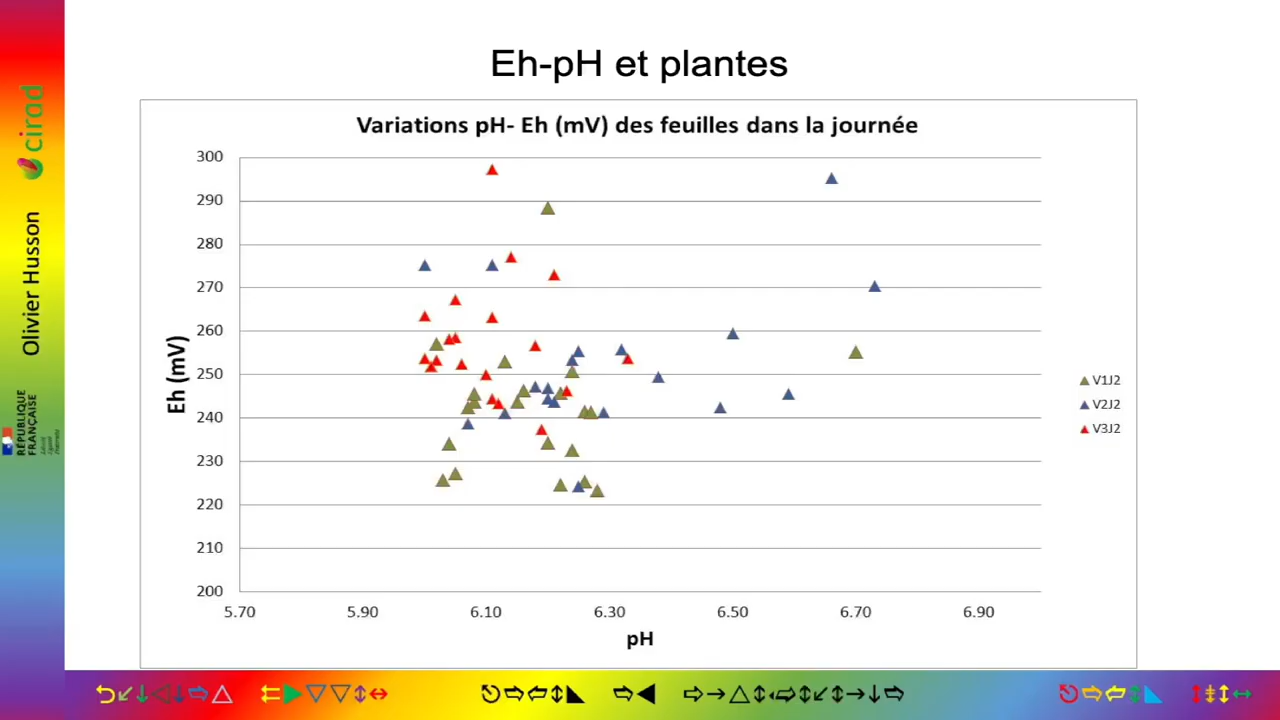 Eh-pH et plantes
cirad
Olivier Husson
RÉPUBLIQUE
FRANÇAISE
Variations pH- Eh (mV) des feuilles dans la journée
Eh (mV)
300
290
280
270
260
250
240
230
220
210
200
5.70 5.90 6.10 6.30 6.50 6.70 6.90
pH
V1J2
V2J2
V3J2